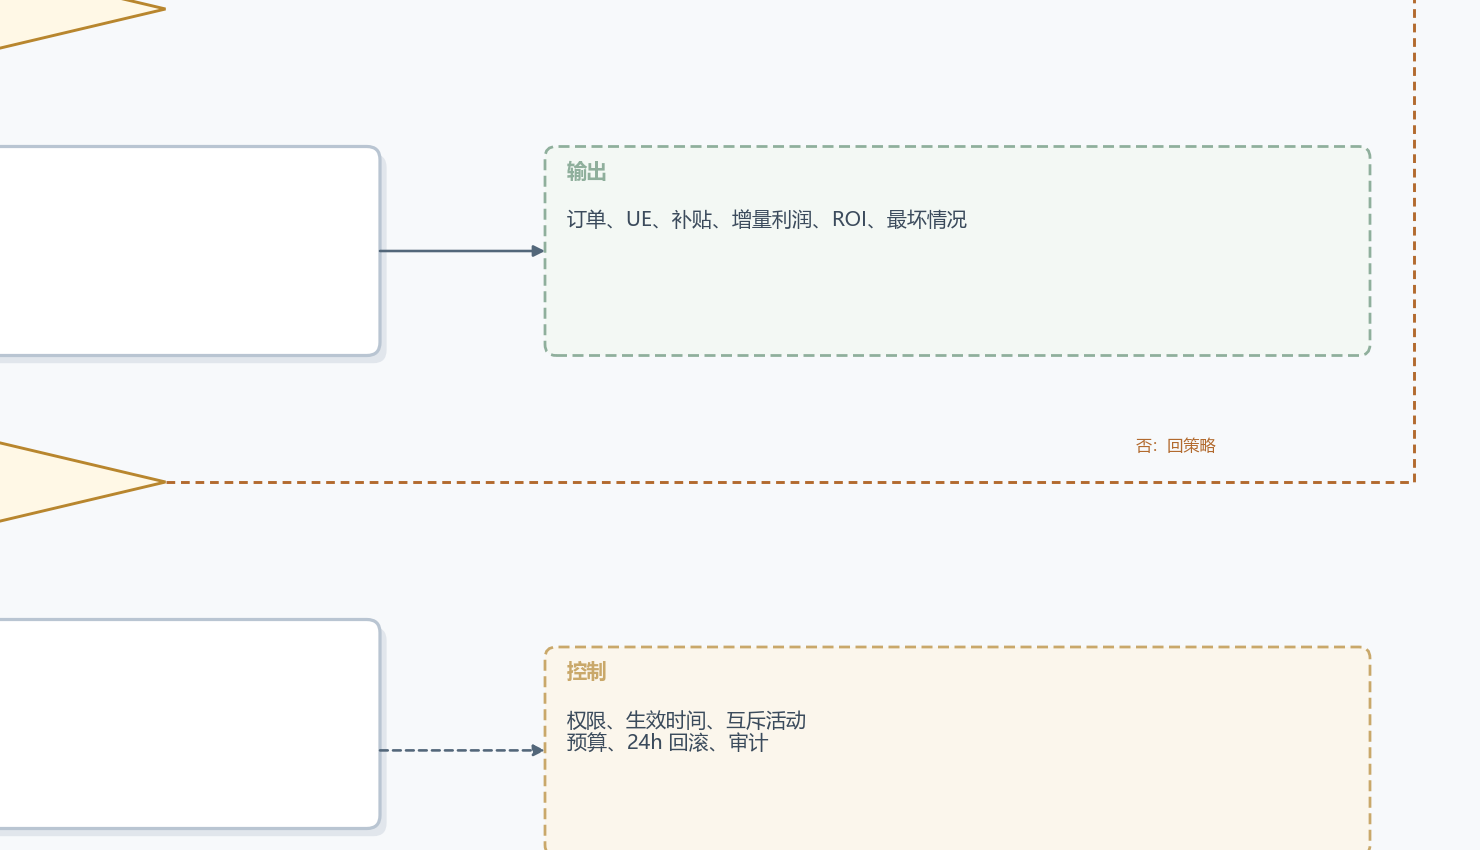 输出
订单、UE、补贴、增量利润、ROI、最坏情况
否：回策略
控制
权限、生效时间、互斥活动
预算、24h 回滚、审计